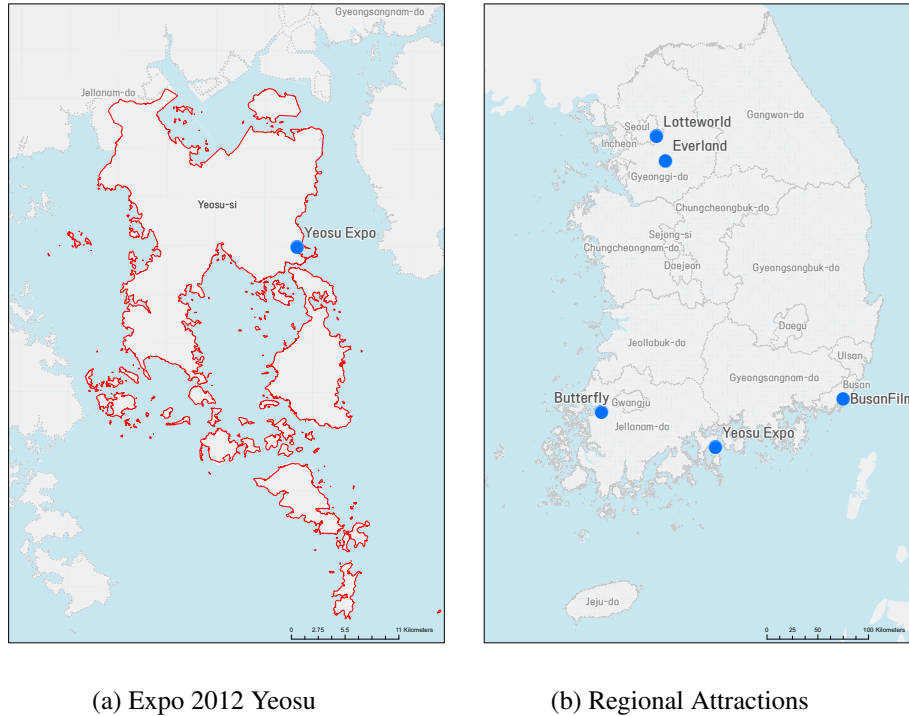 Gyeongsangnam-do
Jellanam-do
Yeosu-si
Yeosu Expo
0 2.75 5.5 11 Kilometers
Lotteworld
Seoul
Gangwon-do
Incheon
Everland
Gyeonggi-do
Chungcheongbuk-do
Sejong-si
Chungcheongnam-do
Daejeon
Gyeongsangbuk-do
Daegu
Jeollabuk-do
Ulsan
Gyeongsangnam-do
Busan
Butterfly
BusanFilm
Gwangju
Jellanam-do
Yeosu Expo
Jeju-do
0 25 50 100 Kilometers
(a) Expo 2012 Yeosu
(b) Regional Attractions